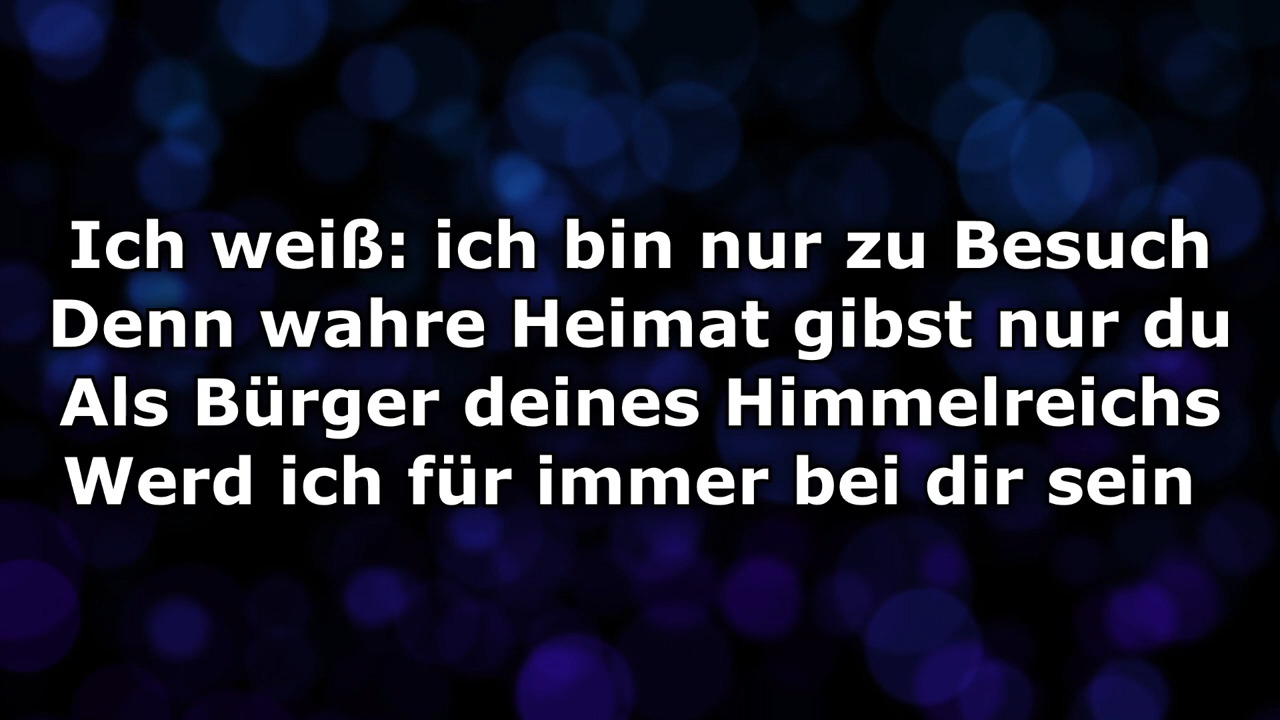 Ich weiß: ich bin nur zu Besuch
Denn wahre Heimat gibst nur du
Als Bürger deines Himmelreichs
Werd ich für immer bei dir sein